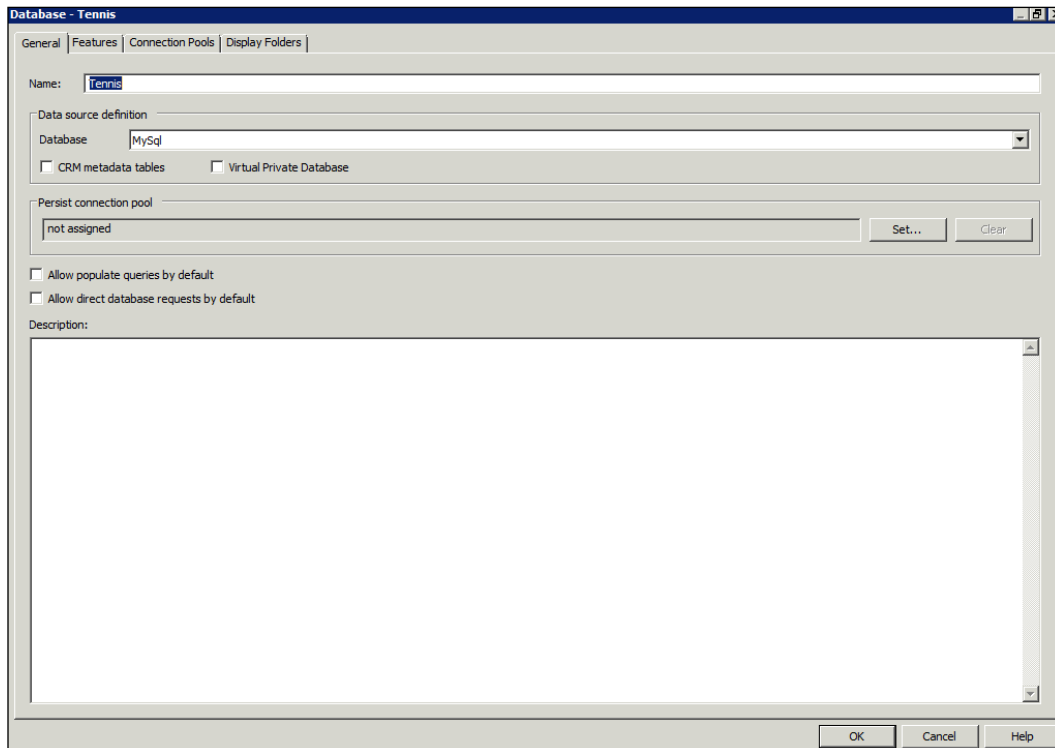 Database - Tennis
General Features Connection Pools Display Folders
Name: Tennis
Data source definition
Database MySql
CRM metadata tables Virtual Private Database
Persist connection pool
not assigned Set... Clear
Allow populate queries by default
Allow direct database requests by default
Description:
OK Cancel Help